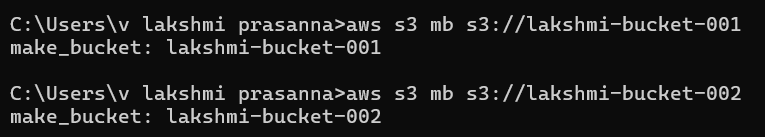 C:\Users\v lakshmi prasanna>aws s3 mb s3://lakshmi-bucket-001
make_bucket: lakshmi-bucket-001
C:\Users\v lakshmi prasanna>aws s3 mb s3://lakshmi-bucket-002
make_bucket: lakshmi-bucket-002